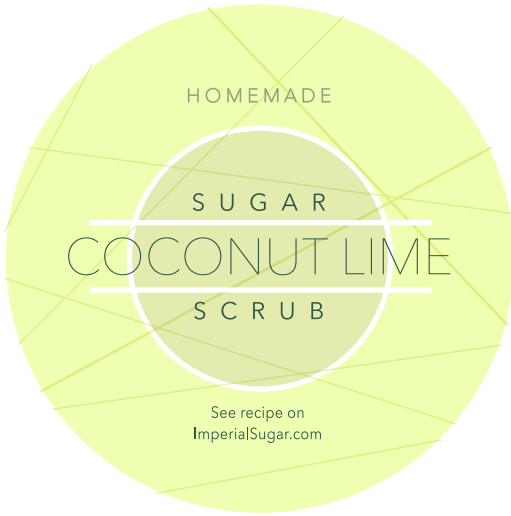 HOMEMADE
SUGAR
COCONUT LIME
SCRUB
See recipe on
ImperialSugar.com